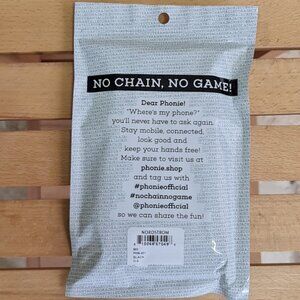 NO CHAIN, NO GAME!
Dear Phonie!
"Where's my phone?"
you'll never have to ask again.
Stay mobile, connected,
look good and
keep your hands free!
Make sure to visit us at
phonie.shop
and tag us with
#phonieofficial
#nochainnogame
@phonieofficial
so we can share the fun!
NORDSTROM